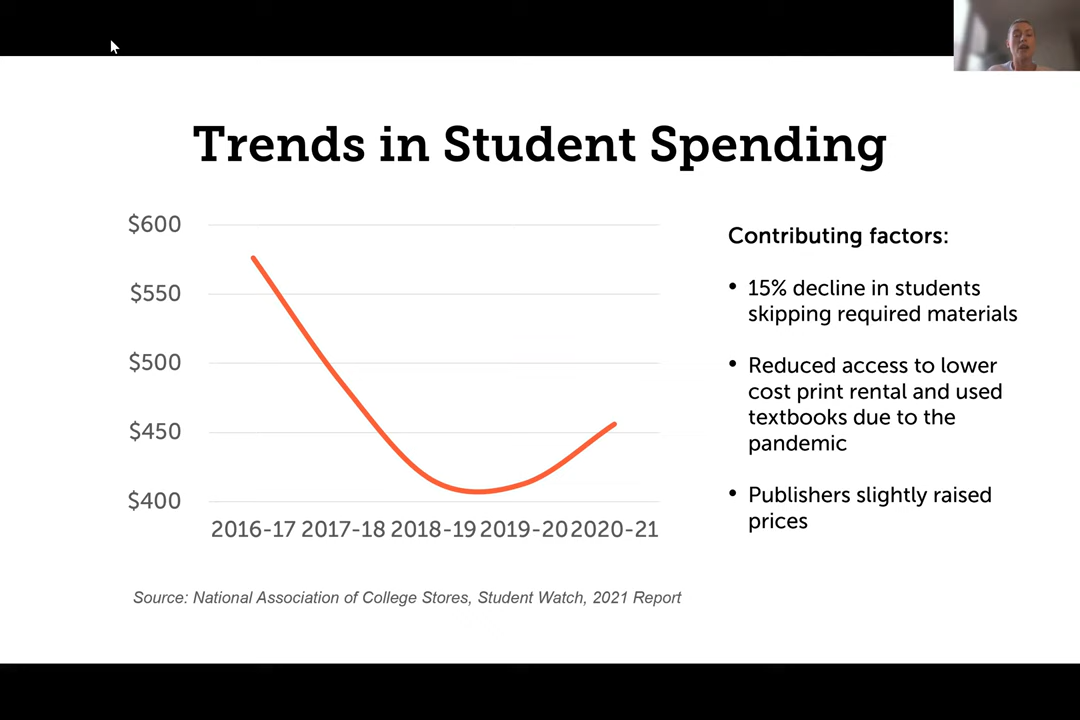 Trends in Student Spending
$600
$550
$500
$450
$400
2016-17 2017-18 2018-19 2019-20 2020-21
Contributing factors:
• 15% decline in students
skipping required materials
• Reduced access to lower
cost print rental and used
textbooks due to the
pandemic
• Publishers slightly raised
prices
Source: National Association of College Stores, Student Watch, 2021 Report